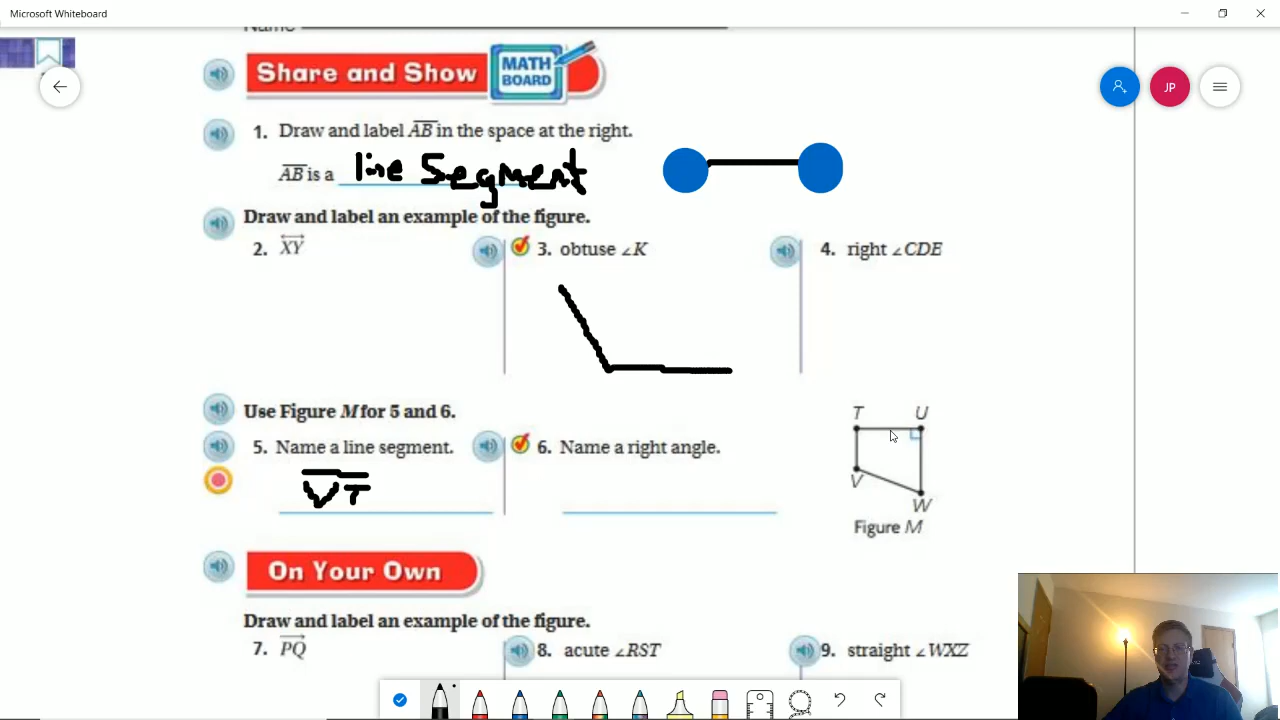 Microsoft Whiteboard
Name
Share and Show MATH BOARD
JP
1. Draw and label AB in the space at the right.
AB is a line Segment
Draw and label an example of the figure.
2. XY
3. obtuse ∠K
4. right ∠CDE
Use Figure M for 5 and 6.
5. Name a line segment.
6. Name a right angle.
VT
T U
V
W
Figure M
On Your Own
Draw and label an example of the figure.
7. PQ
8. acute ∠RST
9. straight ∠WXZ